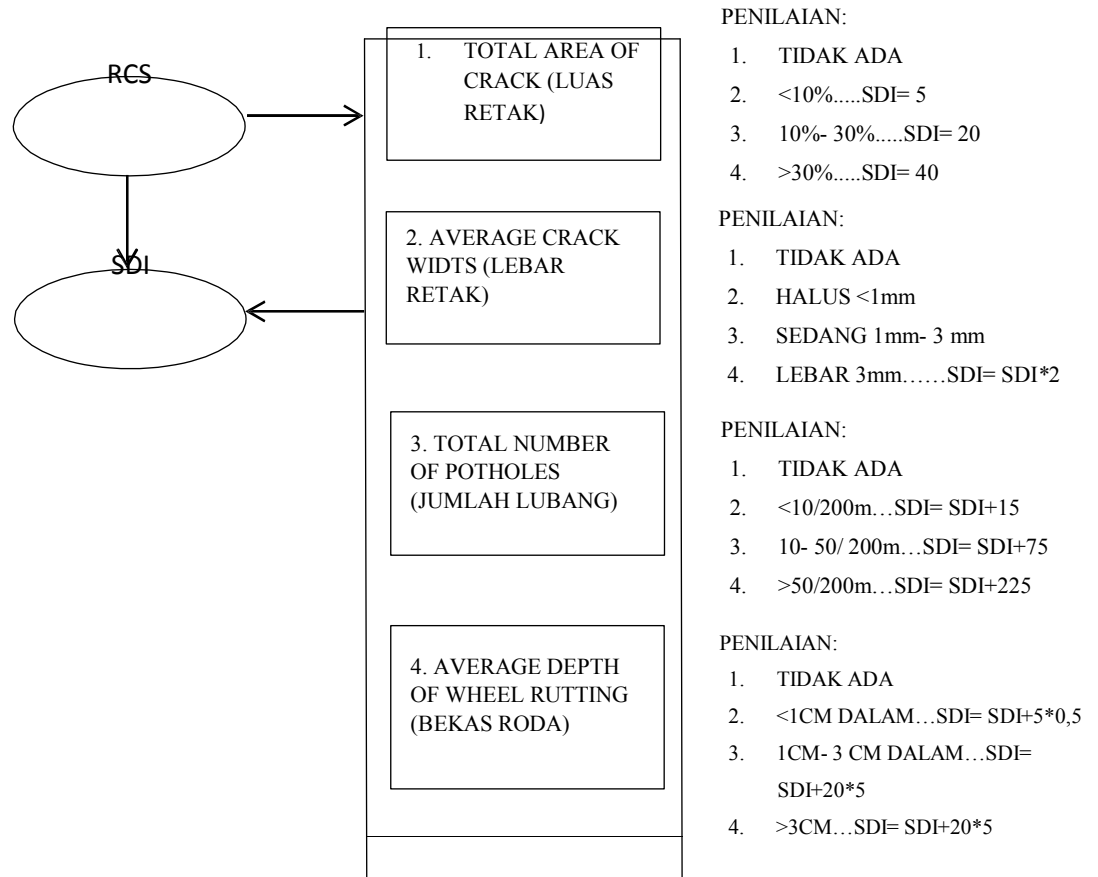 RCS
SDI
1. TOTAL AREA OF
CRACK (LUAS
RETAK)
2. AVERAGE CRACK
WIDTS (LEBAR
RETAK)
3. TOTAL NUMBER
OF POTHOLES
(JUMLAH LUBANG)
4. AVERAGE DEPTH
OF WHEEL RUTTING
(BEKAS RODA)
PENILAIAN:
1. TIDAK ADA
2. <10%.....SDI= 5
3. 10%- 30%.....SDI= 20
4. >30%.....SDI= 40
PENILAIAN:
1. TIDAK ADA
2. HALUS <1mm
3. SEDANG 1mm- 3 mm
4. LEBAR 3mm……SDI= SDI*2
PENILAIAN:
1. TIDAK ADA
2. <10/200m…SDI= SDI+15
3. 10- 50/ 200m…SDI= SDI+75
4. >50/200m…SDI= SDI+225
PENILAIAN:
1. TIDAK ADA
2. <1CM DALAM…SDI= SDI+5*0,5
3. 1CM- 3 CM DALAM…SDI=
SDI+20*5
4. >3CM…SDI= SDI+20*5